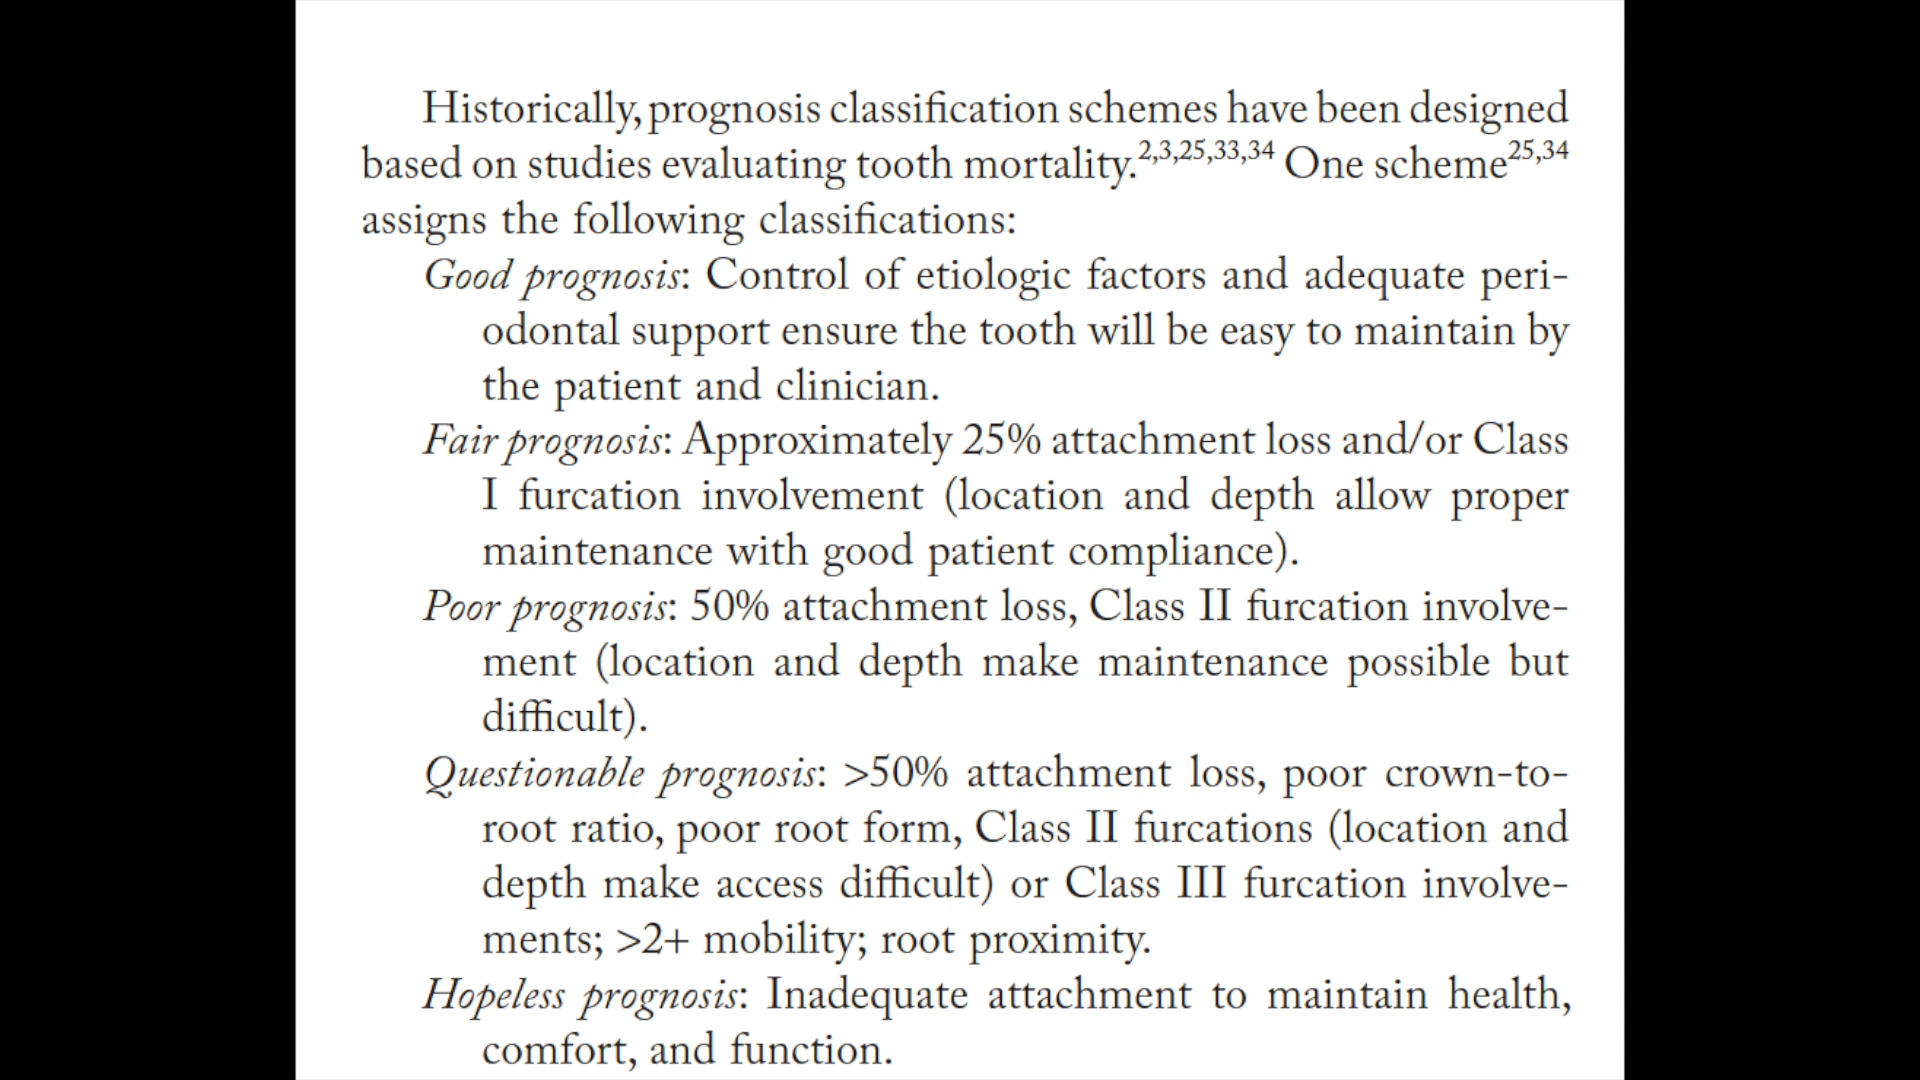 Historically, prognosis classification schemes have been designed
based on studies evaluating tooth mortality.2,3,25,33,34 One scheme25,34
assigns the following classifications:
Good prognosis: Control of etiologic factors and adequate peri-
odontal support ensure the tooth will be easy to maintain by
the patient and clinician.
Fair prognosis: Approximately 25% attachment loss and/or Class
I furcation involvement (location and depth allow proper
maintenance with good patient compliance).
Poor prognosis: 50% attachment loss, Class II furcation involve-
ment (location and depth make maintenance possible but
difficult).
Questionable prognosis: >50% attachment loss, poor crown-to-
root ratio, poor root form, Class II furcations (location and
depth make access difficult) or Class III furcation involve-
ments; >2+ mobility; root proximity.
Hopeless prognosis: Inadequate attachment to maintain health,
comfort, and function.